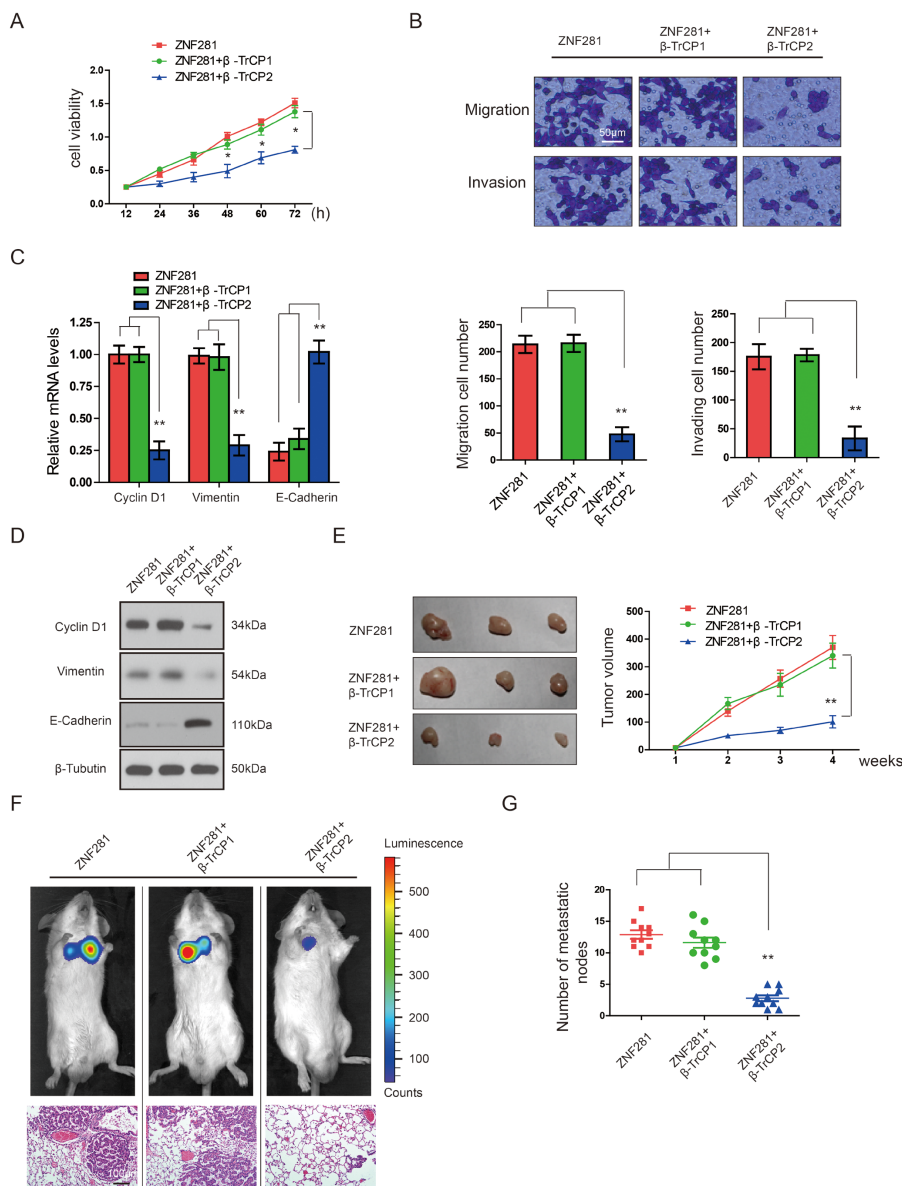 A
ZNF281
ZNF281+β -TrCP1
ZNF281+β -TrCP2
cell viability
2.0
1.5
1.0
0.5
0.0
* * *
12 24 36 48 60 72 (h)
B
ZNF281
ZNF281+
β-TrCP1
ZNF281+
β-TrCP2
Migration
50μm
Invasion
C
ZNF281
ZNF281+β -TrCP1
ZNF281+β -TrCP2
Relative mRNA levels
1.25
1.00
0.75
0.50
0.25
0.00
**
**
**
Cyclin D1 Vimentin E-Cadherin
Migration cell number
250
200
150
100
50
0
**
ZNF281
ZNF281+
β-TrCP1
ZNF281+
β-TrCP2
Invading cell number
250
200
150
100
50
0
**
ZNF281
ZNF281+
β-TrCP1
ZNF281+
β-TrCP2
D
ZNF281
ZNF281+
β-TrCP1
ZNF281+
β-TrCP2
Cyclin D1 34kDa
Vimentin 54kDa
E-Cadherin 110kDa
β-Tubutin 50kDa
E
ZNF281
ZNF281+
β-TrCP1
ZNF281+
β-TrCP2
ZNF281
ZNF281+β -TrCP1
ZNF281+β -TrCP2
Tumor volume
500
400
300
200
100
0
**
1 2 3 4 weeks
F
ZNF281
ZNF281+
β-TrCP1
ZNF281+
β-TrCP2
Luminescence
500
400
300
200
100
Counts
100μm
G
Number of metastatic
nodes
20
15
10
5
0
**
ZNF281
ZNF281+
β-TrCP1
ZNF281+
β-TrCP2